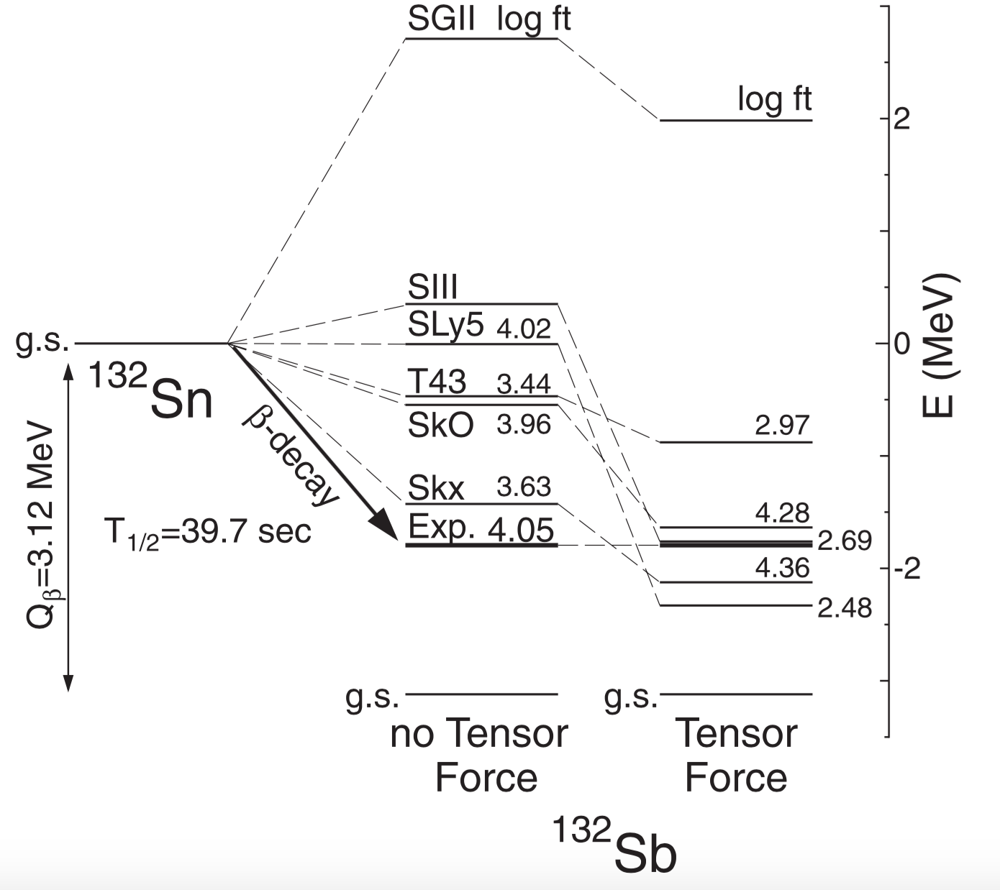 SGII log ft
log ft
2
SIII
SLy5 4.02
g.s.
0
132Sn
T43 3.44
SkO 3.96
2.97
E (MeV)
β-decay
Skx 3.63
4.28
Exp. 4.05
2.69
T1/2=39.7 sec
Qβ=3.12 MeV
4.36
-2
2.48
g.s.
g.s.
no Tensor
Force
Tensor
Force
132Sb